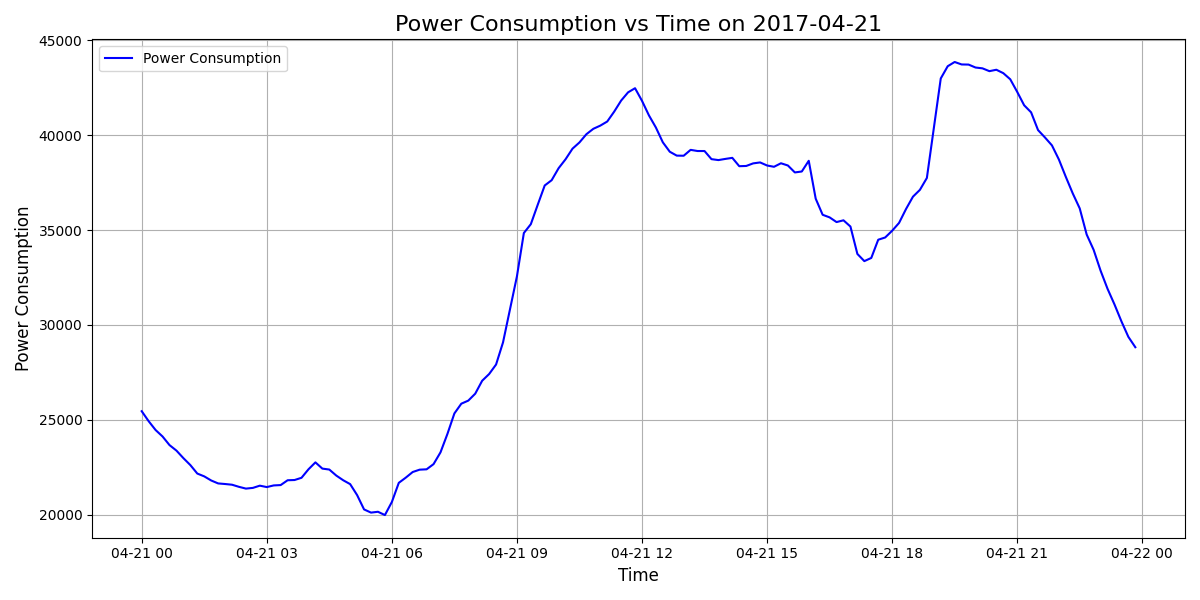 Power Consumption vs Time on 2017-04-21
Power Consumption
45000
40000
35000
30000
25000
20000
Power Consumption
04-21 00 04-21 03 04-21 06 04-21 09 04-21 12 04-21 15 04-21 18 04-21 21 04-22 00
Time